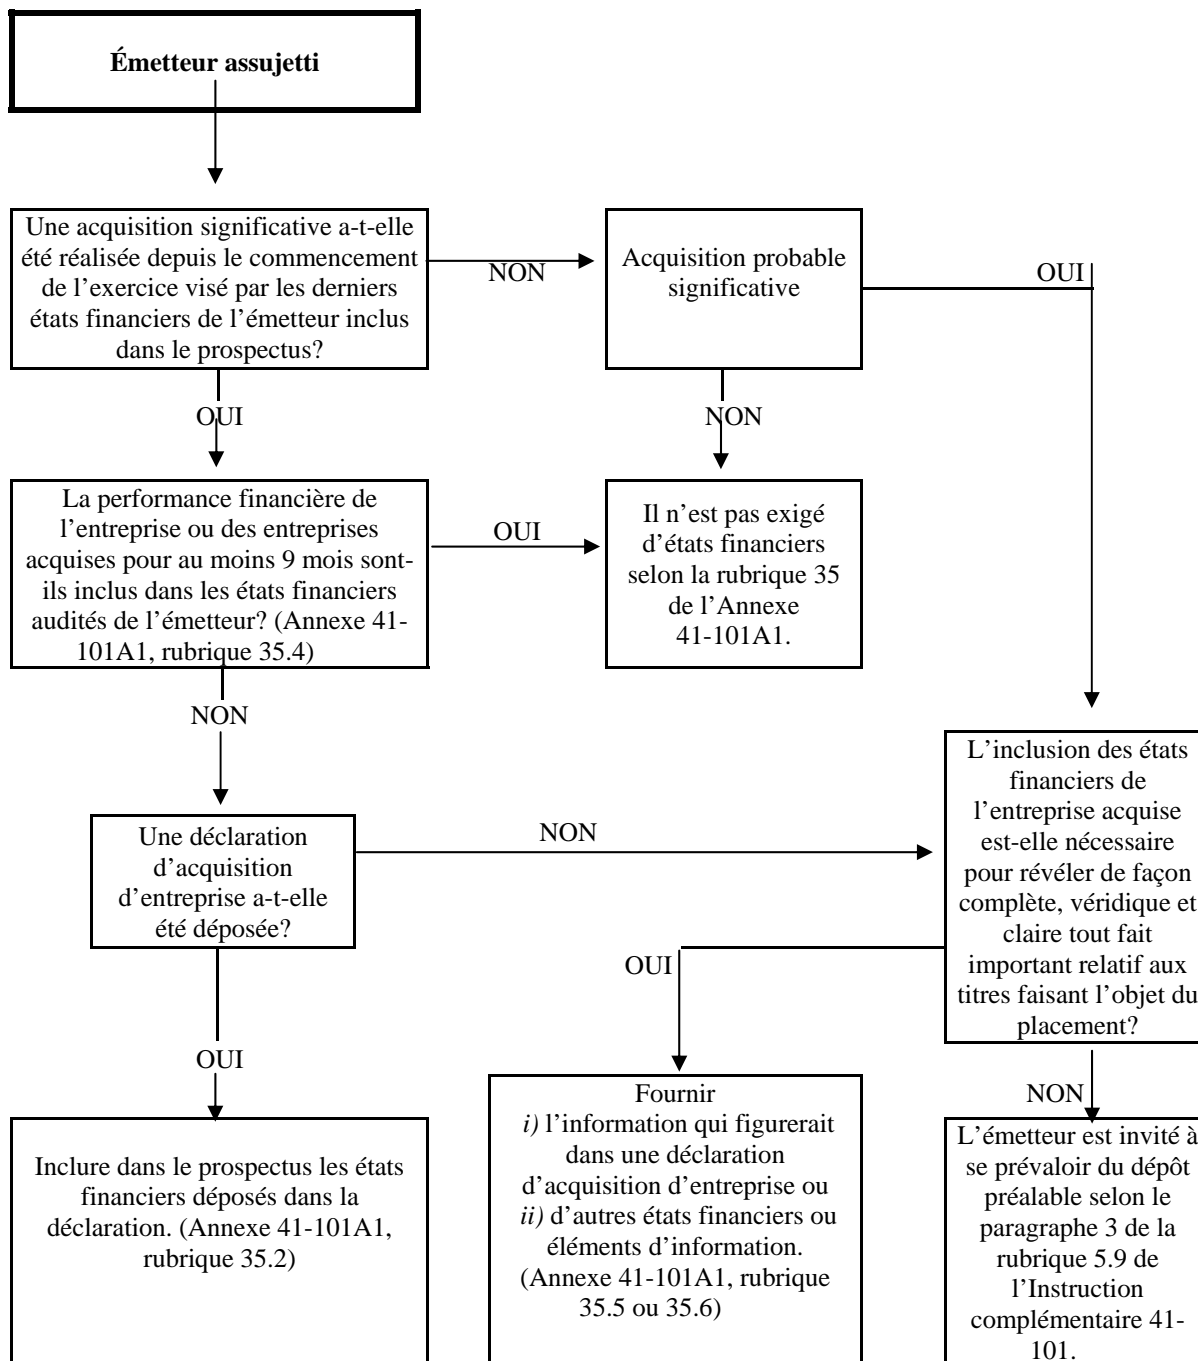 Émetteur assujetti
Une acquisition significative a-t-elle
été réalisée depuis le commencement
de l’exercice visé par les derniers
états financiers de l’émetteur inclus
dans le prospectus?
NON
Acquisition probable
significative
OUI
OUI
NON
La performance financière de
l’entreprise ou des entreprises
acquises pour au moins 9 mois sont-
ils inclus dans les états financiers
audités de l’émetteur? (Annexe 41-
101A1, rubrique 35.4)
OUI
Il n’est pas exigé
d’états financiers
selon la rubrique 35
de l’Annexe
41-101A1.
NON
Une déclaration
d’acquisition
d’entreprise a-t-elle
été déposée?
NON
L’inclusion des états
financiers de
l’entreprise acquise
est-elle nécessaire
pour révéler de façon
complète, véridique et
claire tout fait
important relatif aux
titres faisant l’objet du
placement?
OUI
OUI
NON
Inclure dans le prospectus les états
financiers déposés dans la
déclaration. (Annexe 41-101A1,
rubrique 35.2)
Fournir
i) l’information qui figurerait
dans une déclaration
d’acquisition d’entreprise ou
ii) d’autres états financiers ou
éléments d’information.
(Annexe 41-101A1, rubrique
35.5 ou 35.6)
L’émetteur est invité à
se prévaloir du dépôt
préalable selon le
paragraphe 3 de la
rubrique 5.9 de
l’Instruction
complémentaire 41-
101.